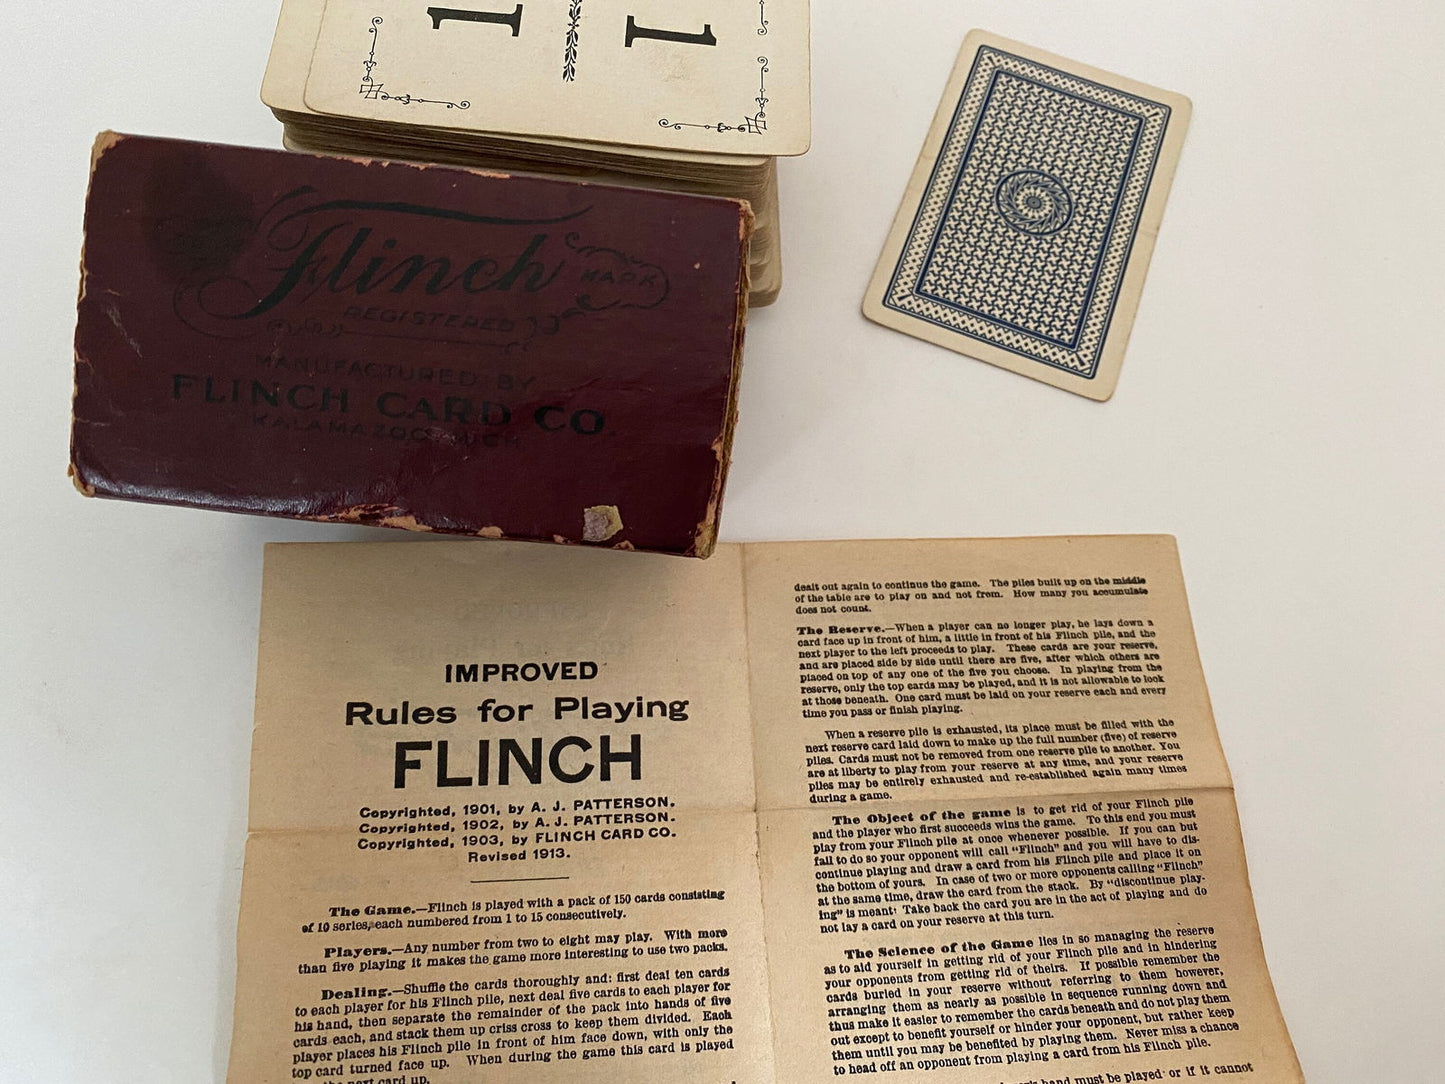 1 1
Flinch
MARK
REGISTERED
MANUFACTURED BY
FLINCH CARD CO.
KALAMAZOO, MICH.
IMPROVED
Rules for Playing
FLINCH
Copyrighted, 1901, by A. J. PATTERSON.
Copyrighted, 1902, by A. J. PATTERSON.
Copyrighted, 1903, by FLINCH CARD CO.
Revised 1913.
The Game.—Flinch is played with a pack of 150 cards consisting
of 10 series, each numbered from 1 to 15 consecutively.
Players.—Any number from two to eight may play. With more
than five playing it makes the game more interesting to use two packs.
Dealing.—Shuffle the cards thoroughly and: first deal ten cards
to each player for his Flinch pile, next deal five cards to each player for
his hand, then separate the remainder of the pack into hands of five
cards each, and stack them up criss cross to keep them divided. Each
player places his Flinch pile in front of him face down, with only the
top card turned face up. When during the game this card is played
next card up.
dealt out again to continue the game. The piles built up on the middle
of the table are to play on and not from. How many you accumulate
does not count.
The Reserve.—When a player can no longer play, he lays down a
card face up in front of him, a little in front of his Flinch pile, and the
next player to the left proceeds to play. These cards are your reserve,
and are placed side by side until there are five, after which others are
placed on top of any one of the five you choose. In playing from the
reserve, only the top cards may be played, and it is not allowable to look
at those beneath. One card must be laid on your reserve each and every
time you pass or finish playing.
When a reserve pile is exhausted, its place must be filled with the
next reserve card laid down to make up the full number (five) of reserve
piles. Cards must not be removed from one reserve pile to another. You
are at liberty to play from your reserve at any time, and your reserve
piles may be entirely exhausted and re-established again many times
during a game.
The Object of the game is to get rid of your Flinch pile
and the player who first succeeds wins the game. To this end you must
play from your Flinch pile at once whenever possible. If you can but
fail to do so your opponent will call "Flinch" and you will have to dis-
continue playing and draw a card from his Flinch pile and place it on
the bottom of yours. In case of two or more opponents calling "Flinch"
at the same time, draw the card from the stack. By "discontinue play-
ing" is meant: Take back the card you are in the act of playing and do
not lay a card on your reserve at this turn.
The Science of the Game lies in so managing the reserve
as to aid yourself in getting rid of your Flinch pile and in hindering
your opponents from getting rid of theirs. If possible remember the
cards buried in your reserve without referring to them however,
arranging them as nearly as possible in sequence running down and
thus make it easier to remember the cards beneath and do not play them
out except to benefit yourself or hinder your opponent, but rather keep
them until you may be benefited by playing them. Never miss a chance
to head off an opponent from playing a card from his Flinch pile.
hand must be played or if it cannot